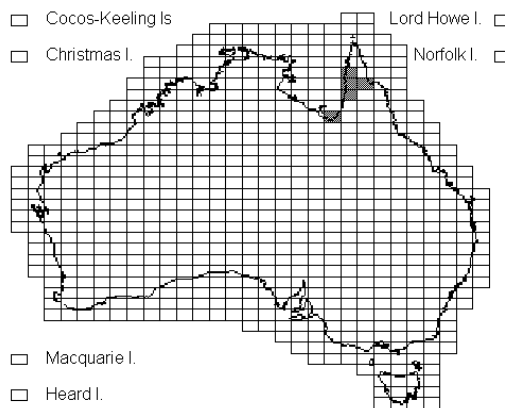 Cocos-Keeling Is
Lord Howe I.
Christmas I.
Norfolk I.
Macquarie I.
Heard I.